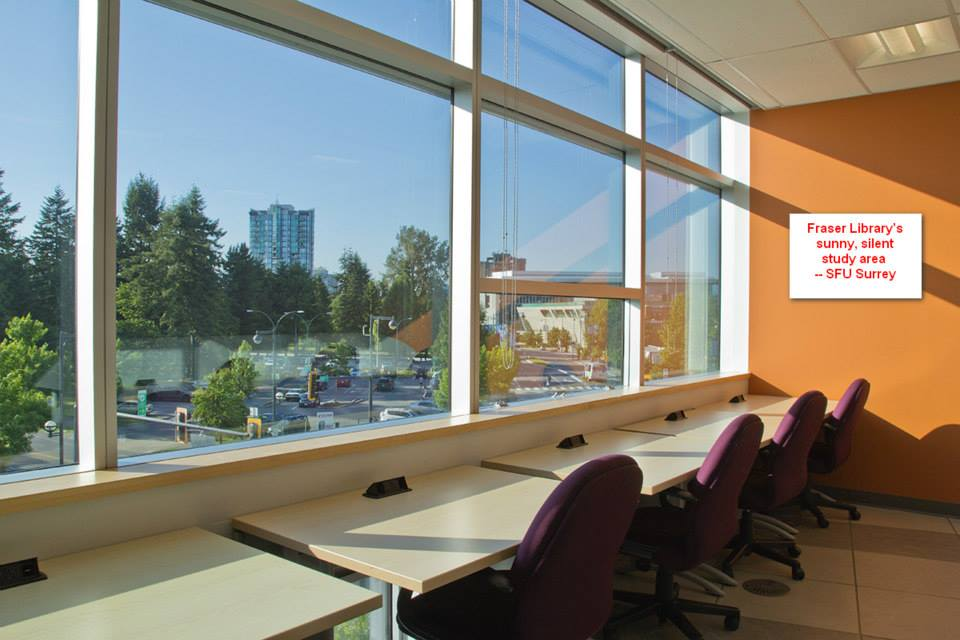 Fraser Library's
sunny, silent
study area
-- SFU Surrey